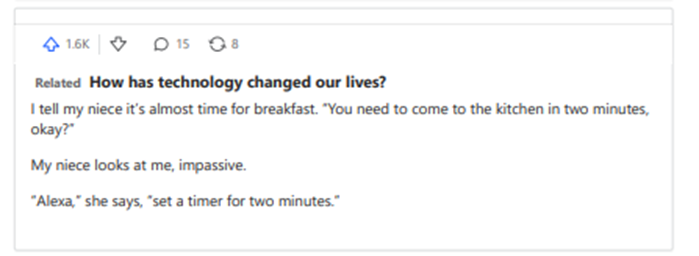 1.6K 15 8
Related How has technology changed our lives?
I tell my niece it's almost time for breakfast. "You need to come to the kitchen in two minutes,
okay?"
My niece looks at me, impassive.
"Alexa," she says, "set a timer for two minutes."